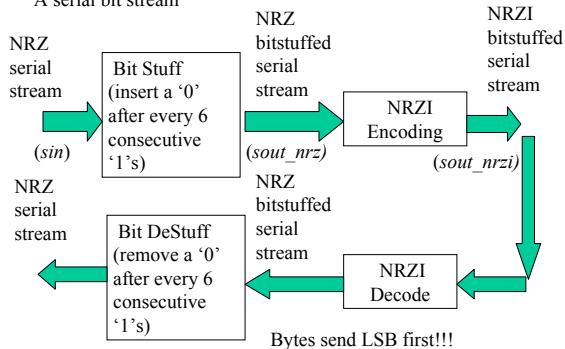 A serial bit stream
NRZ
serial
stream
(sin)
Bit Stuff
(insert a ‘0’
after every 6
consecutive
‘1’s)
NRZ
bitstuffed
serial
stream
(sout_nrz)
NRZI
Encoding
NRZI
bitstuffed
serial
stream
(sout_nrzi)
NRZ
serial
stream
Bit DeStuff
(remove a ‘0’
after every 6
consecutive
‘1’s)
NRZ
bitstuffed
serial
stream
NRZI
Decode
Bytes send LSB first!!!